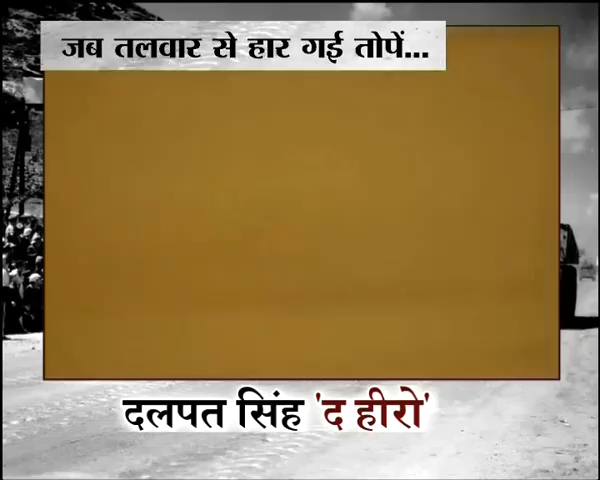 जब तलवार से हार गई तोपें...
दलपत सिंह 'द हीरो'